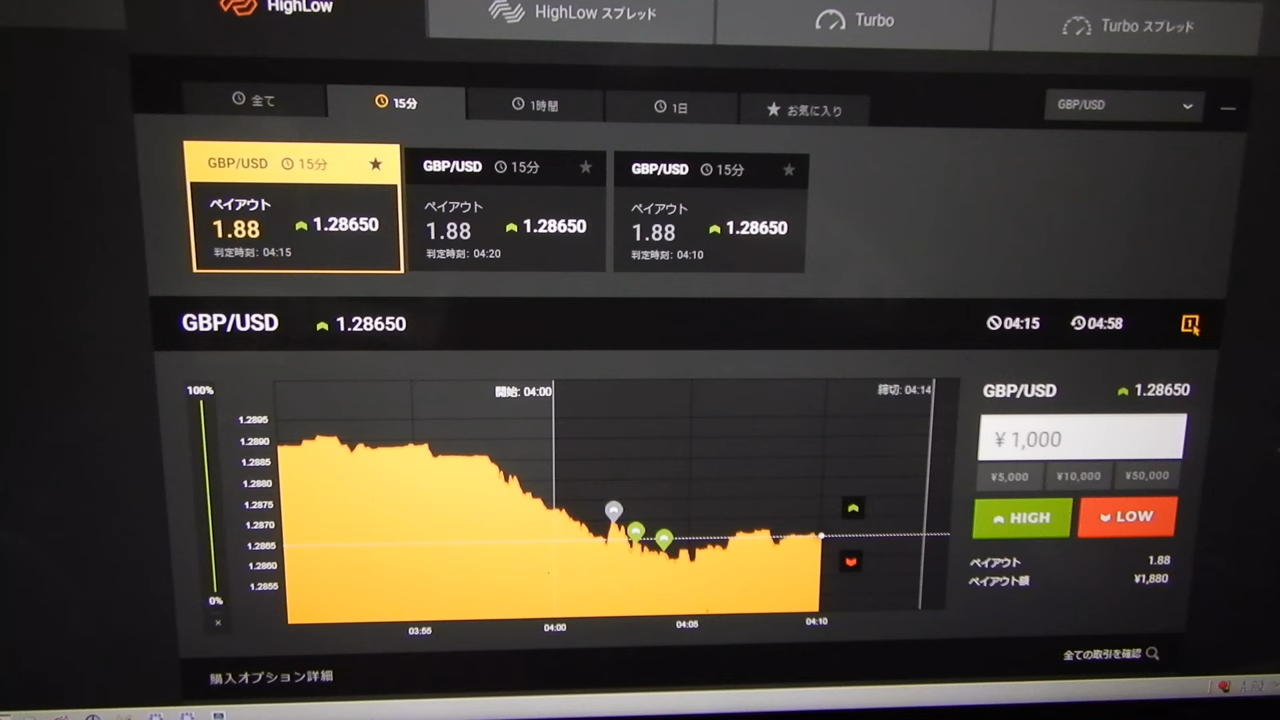 HighLow
HighLow スプレッド
Turbo
Turbo スプレッド
全て
15分
1時間
1日
お気に入り
GBP/USD
GBP/USD 15分
ペイアウト
1.88 1.28650
判定時刻: 04:15
GBP/USD 15分
ペイアウト
1.88 1.28650
判定時刻: 04:20
GBP/USD 15分
ペイアウト
1.88 1.28650
判定時刻: 04:10
GBP/USD 1.28650
04:15 04:58
100%
0%
×
1.2895
1.2890
1.2885
1.2880
1.2875
1.2870
1.2865
1.2860
1.2855
開始: 04:00
締切: 04:14
03:55
04:00
04:05
04:10
GBP/USD 1.28650
¥ 1,000
¥5,000 ¥10,000 ¥50,000
HIGH LOW
ペイアウト 1.88
ペイアウト額 ¥1,880
全ての取引を確認
購入オプション詳細